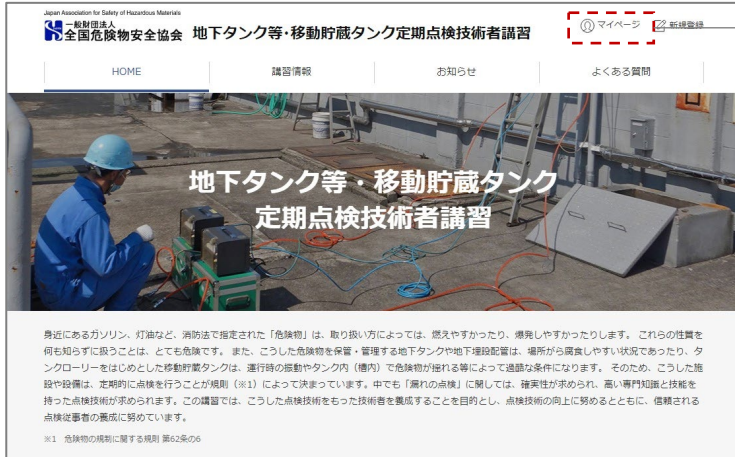 Japan Association for Safety of Hazardous Materials
一般財団法人
全国危険物安全協会 地下タンク等・移動貯蔵タンク定期点検技術者講習
マイページ 新規登録
HOME 講習情報 お知らせ よくある質問
地下タンク等・移動貯蔵タンク
定期点検技術者講習
身近にあるガソリン、灯油など、消防法で指定された「危険物」は、取り扱い方によっては、燃えやすかったり、爆発しやすかったりします。 これらの性質を
何も知らずに扱うことは、とても危険です。 また、こうした危険物を保管・管理する地下タンクや地下埋設配管は、場所がら腐食しやすい状況であったり、タ
ンクローリーをはじめとした移動貯蔵タンクは、運行時の振動やタンク内（槽内）で危険物が揺れる等によって過酷な条件になります。 そのため、こうした施
設や設備は、定期的に点検を行うことが規則（※1）によって決まっています。中でも「漏れの点検」に関しては、確実性が求められ、高い専門知識と技能を
持った点検技術が求められます。この講習では、こうした点検技術をもった技術者を養成することを目的とし、点検技術の向上に努めるとともに、信頼される
点検従事者の養成に努めています。
※1 危険物の規制に関する規則 第62条の6